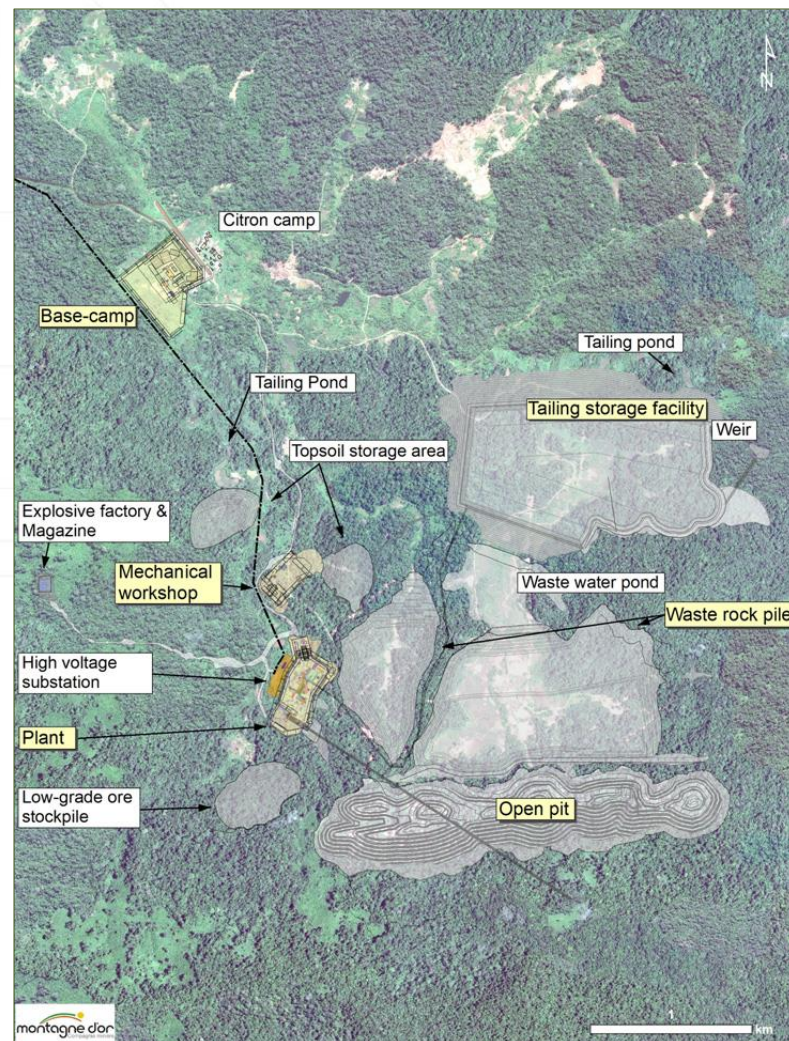 N
Citron camp
Base-camp
Tailing pond
Tailing Pond
Tailing storage facility
Weir
Topsoil storage area
Explosive factory &
Magazine
Mechanical
workshop
Waste water pond
Waste rock pile
High voltage
substation
Plant
Low-grade ore
stockpile
Open pit
montagne d'or
compagnie minière
1
km